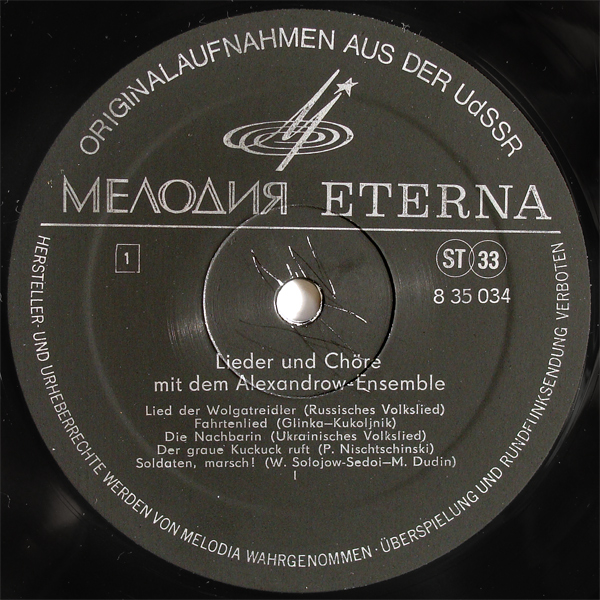 ORIGINALAUFNAHMEN AUS DER UdSSR
МЕЛОДИЯ ETERNA
1
ST 33
8 35 034
Lieder und Chöre
mit dem Alexandrow-Ensemble
Lied der Wolgatreidler (Russisches Volkslied)
Fahrtenlied (Glinka—Kukoljnik)
Die Nachbarin (Ukrainisches Volkslied)
Der graue Kuckuck ruft (P. Nischtschinski)
Soldaten, marsch! (W. Solojow-Sedoi—M. Dudin)
I
HERSTELLER- UND URHEBERRECHTE WERDEN VON MELODIA WAHRGENOMMEN · ÜBERSPIELUNG UND RUNDFUNKSENDUNG VERBOTEN